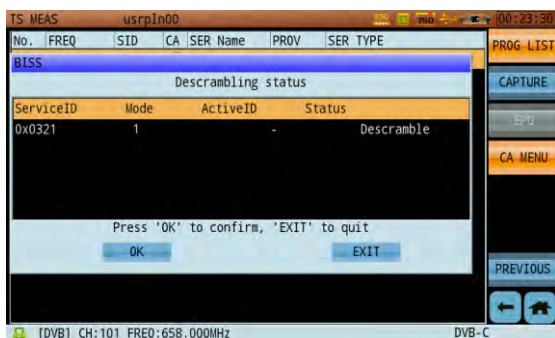 TS MEAS usrpln00 00:23:30
No. FREQ SID CA SER Name PROV SER TYPE
PROG LIST
BISS
Descrambling status
CAPTURE
ServiceID Mode ActiveID Status
0x0321 1 - Descramble
EPG
CA MENU
Press 'OK' to confirm, 'EXIT' to quit
OK EXIT
PREVIOUS
[DVB] CH:101 FREQ:658.000MHz DVB-C